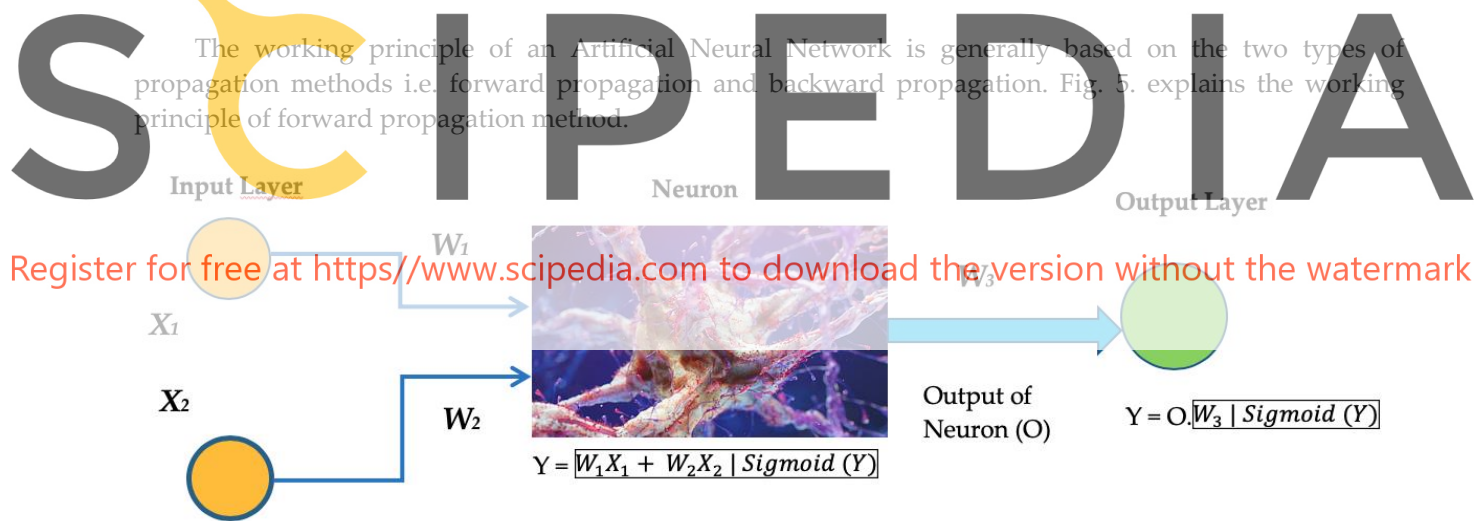 SCIPEDIA
The working principle of an Artificial Neural Network is generally based on the two types of
propagation methods i.e. forward propagation and backward propagation. Fig. 5. explains the working
principle of forward propagation method.
Input Layer
Neuron
Output Layer
W₁
Register for free at https//www.scipedia.com to download the version without the watermark
W₃
X₁
X₂
W₂
Output of
Neuron (O)
Y = O.W₃ | Sigmoid (Y)
Y = W₁X₁ + W₂X₂ | Sigmoid (Y)